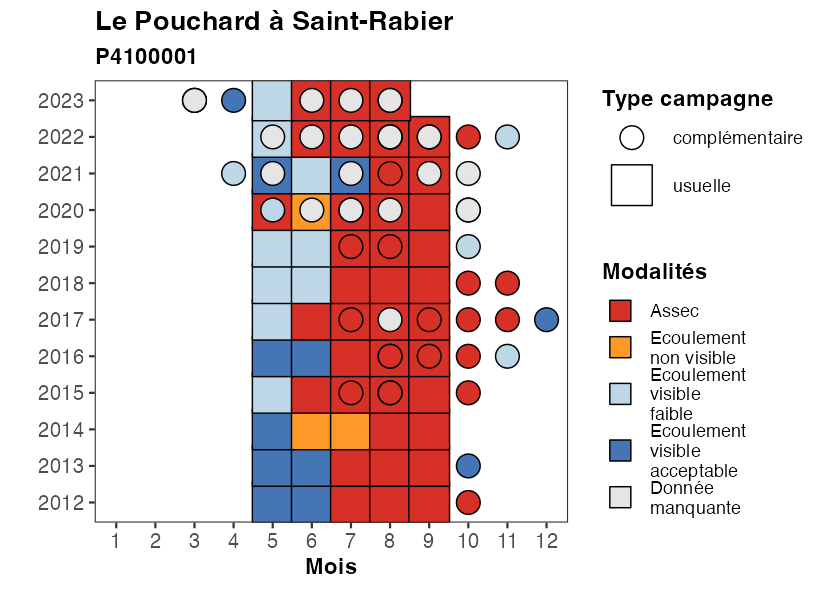 Le Pouchard à Saint-Rabier
P4100001
2023
2022
2021
2020
2019
2018
2017
2016
2015
2014
2013
2012
1 2 3 4 5 6 7 8 9 10 11 12
Mois
Type campagne
complémentaire
usuelle
Modalités
Assec
Ecoulement
non visible
Ecoulement
visible
faible
Ecoulement
visible
acceptable
Donnée
manquante